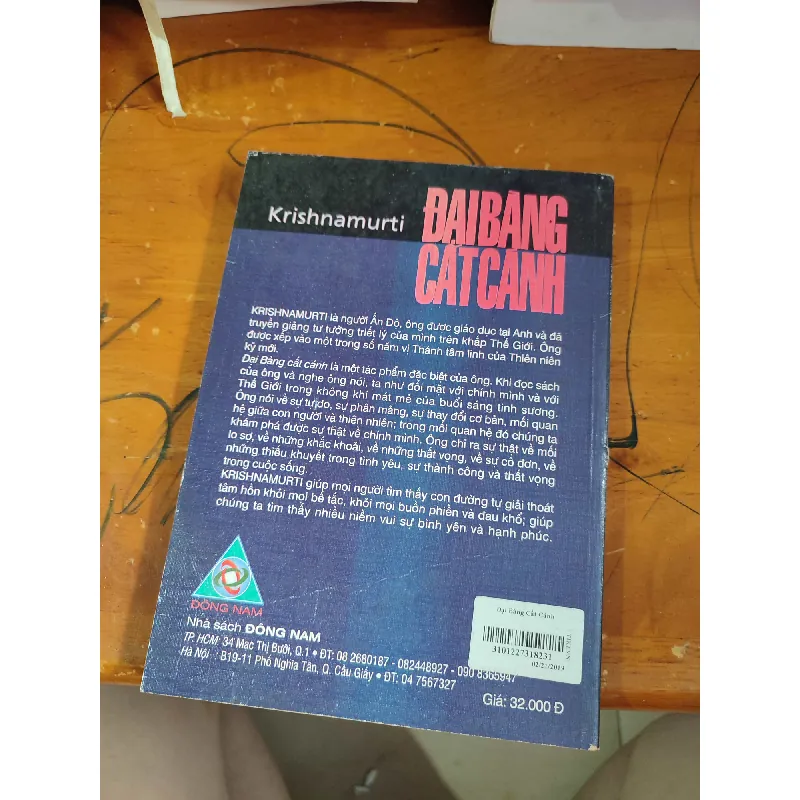 Krishnamurti
ĐẠI BÀNG
CẤT CÁNH
KRISHNAMURTI là người Ấn Dộ, ông được giáo dục tại Anh và đã
truyền giảng tư tưởng triết lý của mình trên khắp Thế Giới. Ông
được xếp vào một trong số năm vị Thánh tâm linh của Thiên niên
kỷ mới.
Đại Bàng cất cánh là một tác phẩm đặc biệt của ông. Khi đọc sách
của ông và nghe ông nói, ta như đối mặt với chính mình và với
Thế Giới trong không khí mát mẻ của buổi sáng tinh sương.
Ông nói về sự tự do, sự phân mảng, sự thay đổi cơ bên, mối quan
hệ giữa con người và thiên nhiên; trong mối quan hệ đó chúng ta
khám phá được sự thật về chính mình. Ông chỉ ra sự thật về mối
lo sợ, về những khắc khoải, về những thất vọng, về sự cô đơn, về
những thiếu khuyết trong tình yêu, sự thành công và thất vọng
trong cuộc sống.
KRISHNAMURTI giúp mọi người tìm thấy con đường tự giải thoát
tâm hồn khỏi mọi bế tắc, khỏi mọi buồn phiền và đau khổ; giúp
chúng ta tìm thấy nhiều niềm vui sự bình yên và hạnh phúc.
ĐÔNG NAM
Nhà sách ĐÔNG NAM
TP. HCM: 34 Mạc Thị Bưởi, Q.1 • ĐT: 08 2680187 - 082448927 - 090 8365947
Hà Nội : B19-11 Phố Nghĩa Tân, Q. Cầu Giấy • ĐT: 04 7567327
Giá: 32.000 Đ
Đại Bàng Cất Cánh
3101227318231